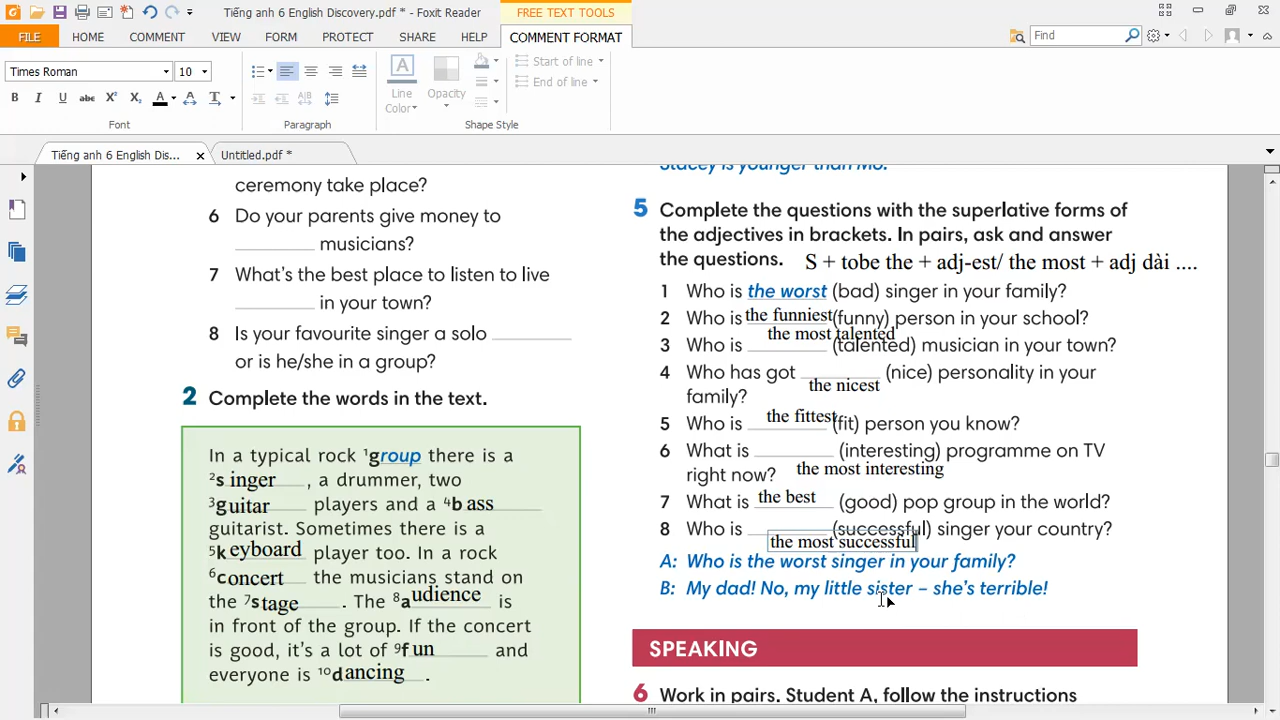 Tiếng anh 6 English Discovery.pdf * - Foxit Reader
FREE TEXT TOOLS
FILE HOME COMMENT VIEW FORM PROTECT SHARE HELP COMMENT FORMAT
Find
Times Roman 10
B I U abc X² X₂ A A T
Line Color
Opacity
Start of line
End of line
Font Paragraph Shape Style
Tiếng anh 6 English Dis... Untitled.pdf *
ceremony take place?
6 Do your parents give money to
musicians?
7 What's the best place to listen to live
in your town?
8 Is your favourite singer a solo
or is he/she in a group?
2 Complete the words in the text.
In a typical rock ¹group there is a
²singer, a drummer, two
³guitar players and a ⁴bass
guitarist. Sometimes there is a
⁵keyboard player too. In a rock
⁶concert the musicians stand on
the ⁷stage. The ⁸audience is
in front of the group. If the concert
is good, it's a lot of ⁹fun and
everyone is ¹⁰dancing.
Stacey is younger than Mo.
5 Complete the questions with the superlative forms of
the adjectives in brackets. In pairs, ask and answer
the questions. S + tobe the + adj-est/ the most + adj dài ....
1 Who is the worst (bad) singer in your family?
2 Who is the funniest (funny) person in your school?
the most talented
3 Who is (talented) musician in your town?
4 Who has got (nice) personality in your
the nicest
family?
5 Who is the fittest (fit) person you know?
6 What is (interesting) programme on TV
right now? the most interesting
7 What is the best (good) pop group in the world?
8 Who is (successful) singer your country?
the most successful
A: Who is the worst singer in your family?
B: My dad! No, my little sister – she's terrible!
SPEAKING
6 Work in pairs. Student A, follow the instructions